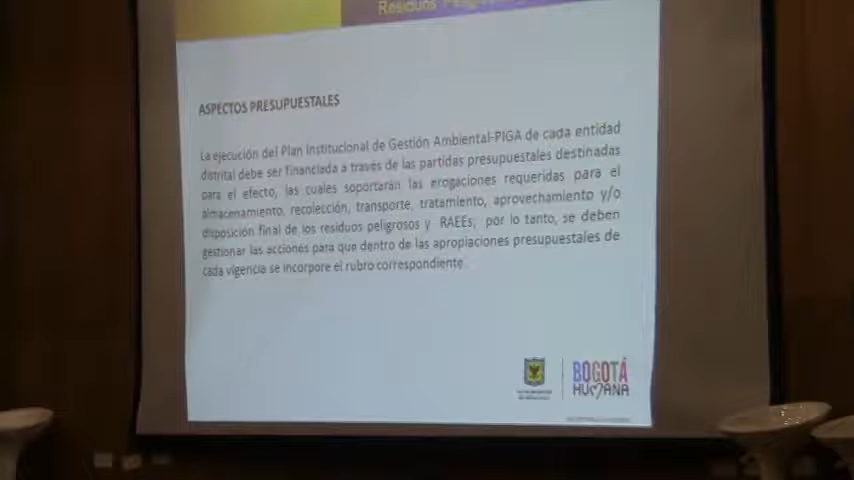 Residuos
ASPECTOS PRESUPUESTALES
La ejecución del Plan Institucional de Gestión Ambiental-PIGA de cada entidad
distrital debe ser financiada a través de las partidas presupuestales destinadas
para el efecto, las cuales soportarán las erogaciones requeridas para el
almacenamiento, recolección, transporte, tratamiento, aprovechamiento y/o
disposición final de los residuos peligrosos y RAEEs, por lo tanto, se deben
gestionar las acciones para que dentro de las apropiaciones presupuestales de
cada vigencia se incorpore el rubro correspondiente
BOGOTÁ
HUMANA